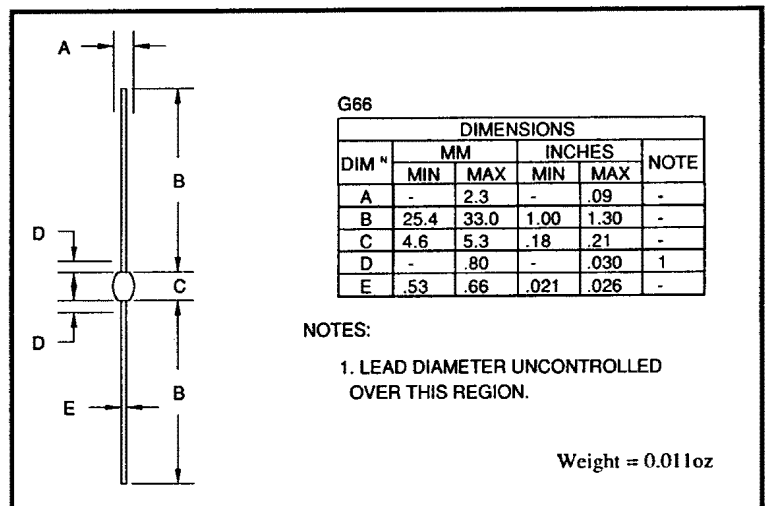 A
B
D
C
D
E
B
G66
DIMENSIONS
DIM ᴺ MM INCHES NOTE
MIN MAX MIN MAX
A - 2.3 - .09 -
B 25.4 33.0 1.00 1.30 -
C 4.6 5.3 .18 .21 -
D - .80 - .030 1
E .53 .66 .021 .026 -
NOTES:
1. LEAD DIAMETER UNCONTROLLED
OVER THIS REGION.
Weight = 0.011oz